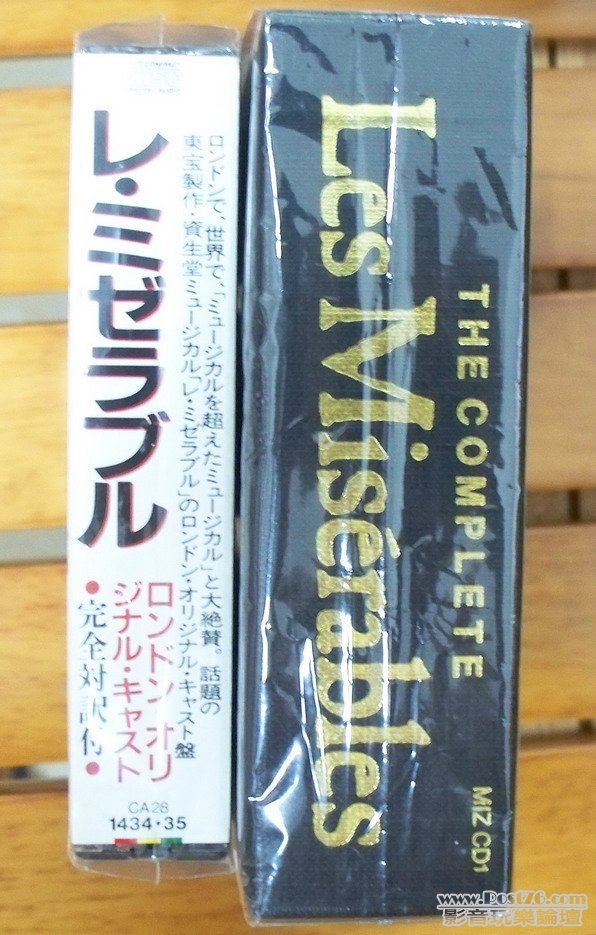 COMPACT
DIGITAL AUDIO
レ・ミゼラブル
ロンドンで、世界で、「ミュージカルを超えたミュージカル」と大絶賛。話題の
東宝製作・資生堂ミュージカル「レ・ミゼラブル」のロンドン・オリジナル・キャスト盤
ロンドン オリ
ジナル・キャスト
●完全対訳付●
CA28
1434・35
THE COMPLETE
Les Misérables
MIZ CD1
www.Post76.com
影音玩樂論壇